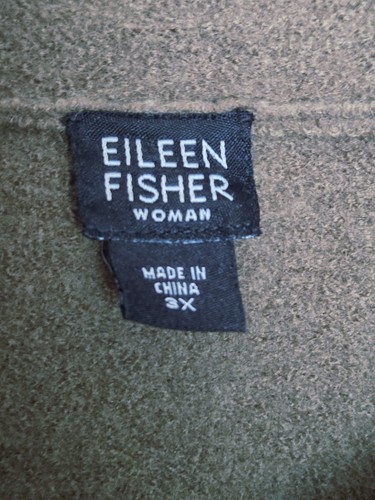 EILEEN
FISHER
WOMAN
MADE IN
CHINA
3X